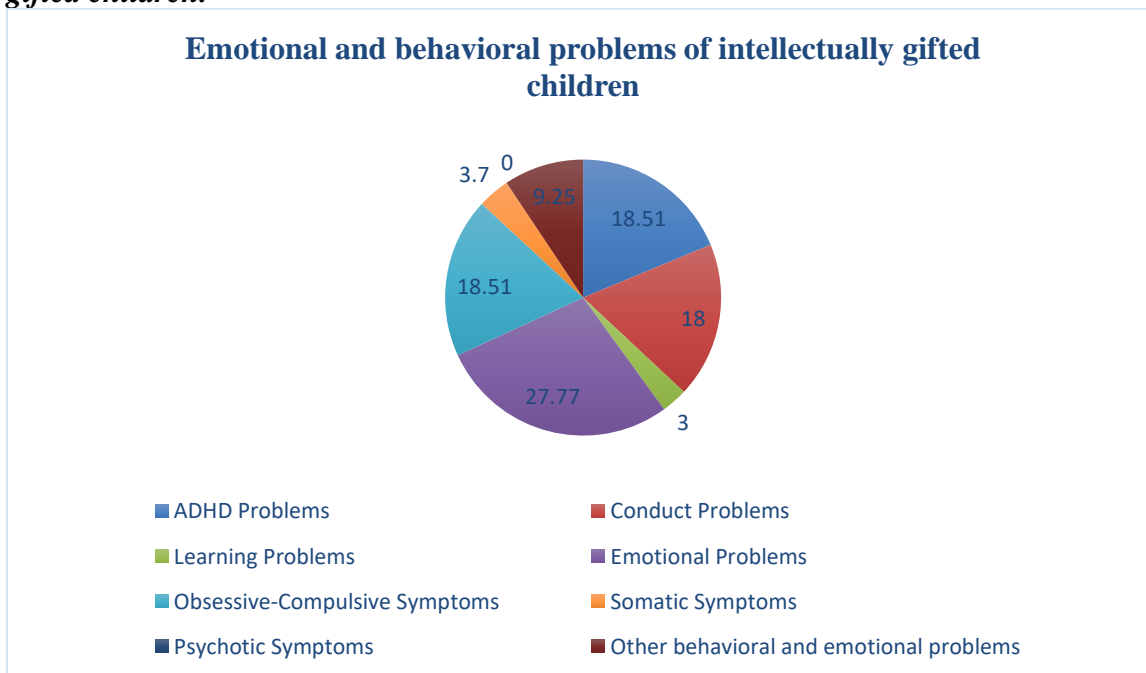 gifted children.
Emotional and behavioral problems of intellectually gifted
children
0
3.7
9.25
18.51
18.51
18
27.77
3
ADHD Problems
Conduct Problems
Learning Problems
Emotional Problems
Obsessive-Compulsive Symptoms
Somatic Symptoms
Psychotic Symptoms
Other behavioral and emotional problems